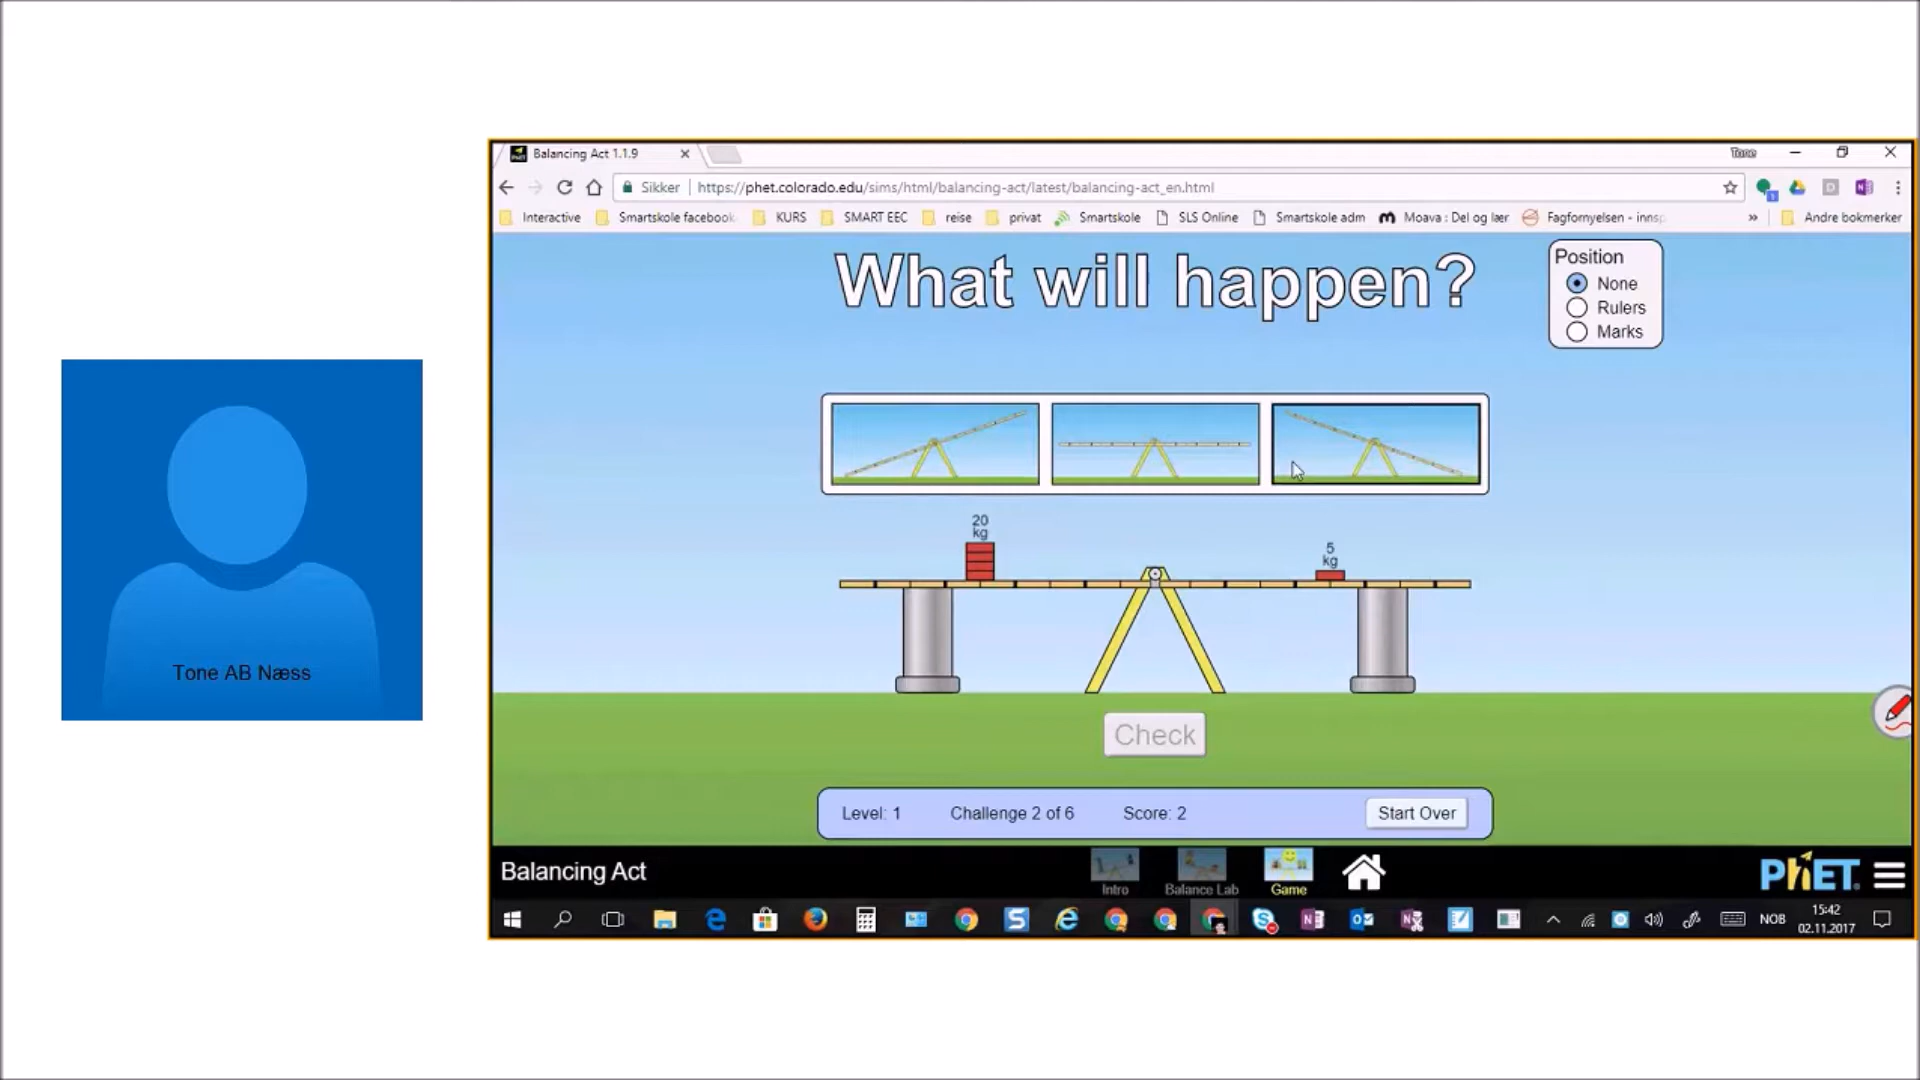 Balancing Act 1.1.9
Tone
Sikker
https://phet.colorado.edu/sims/html/balancing-act/latest/balancing-act_en.html
Interactive
Smartskole facebook
KURS
SMART EEC
reise
privat
Smartskole
SLS Online
Smartskole adm
Moava : Del og lær
Fagfornyelsen - innsp
»
Andre bokmerker
What will happen?
Position
None
Rulers
Marks
20
kg
5
kg
Tone AB Næss
Check
Level: 1
Challenge 2 of 6
Score: 2
Start Over
Balancing Act
Intro
Balance Lab
Game
PhET
NOB
15:42
02.11.2017